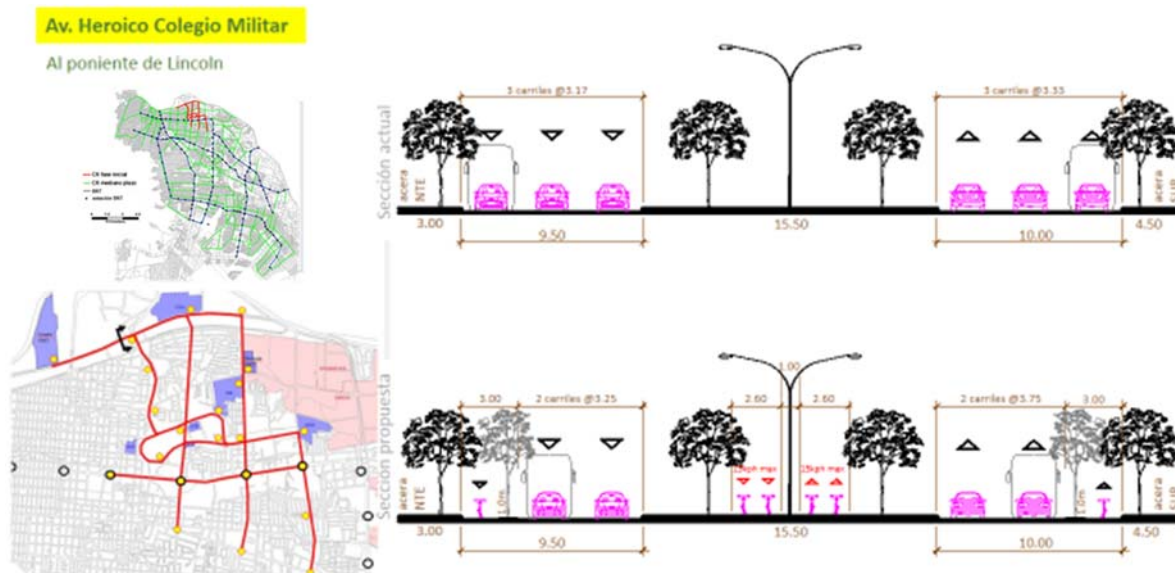 Av. Heroico Colegio Militar
Al poniente de Lincoln
CR fase inicial
CR mediano plazo
BRT
estación BRT
Sección actual
3 carriles @3.17
3 carriles @3.33
acera
NTE
acera
3.00
9.50
15.50
10.00
4.50
Sección propuesta
1.00
3.00
2 carriles @3.25
2.60
2.60
2 carriles @3.75
3.00
15kph max
15kph max
acera
NTE
1.0m
1.0m
acera
3.00
9.50
15.50
10.00
4.50